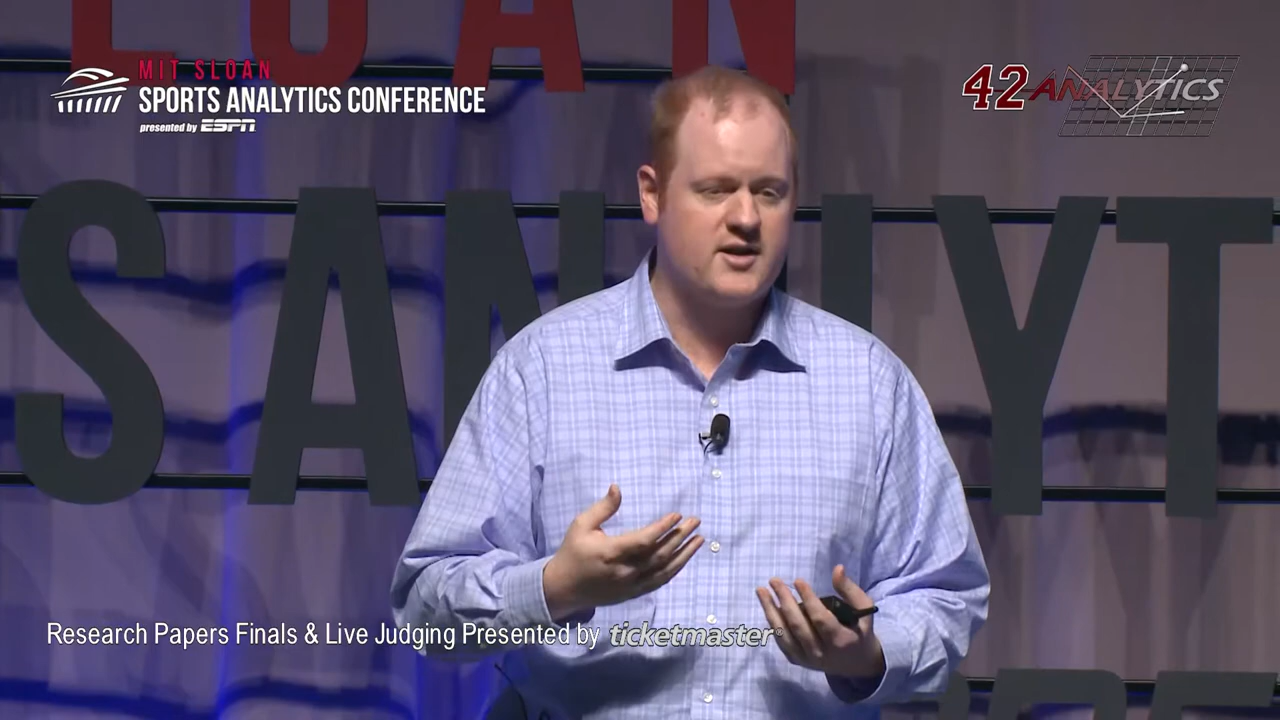 MIT SLOAN
SPORTS ANALYTICS CONFERENCE
presented by ESPN
42 ANALYTICS
Research Papers Finals & Live Judging Presented by ticketmaster®